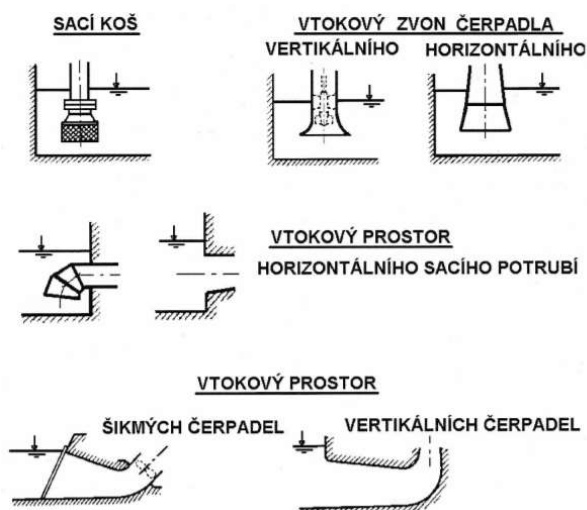 SACÍ KOŠ
VTOKOVÝ ZVON ČERPADLA
VERTIKÁLNÍHO
HORIZONTÁLNÍHO
VTOKOVÝ PROSTOR
HORIZONTÁLNÍHO SACÍHO POTRUBÍ
VTOKOVÝ PROSTOR
ŠIKMÝCH ČERPADEL
VERTIKÁLNÍCH ČERPADEL